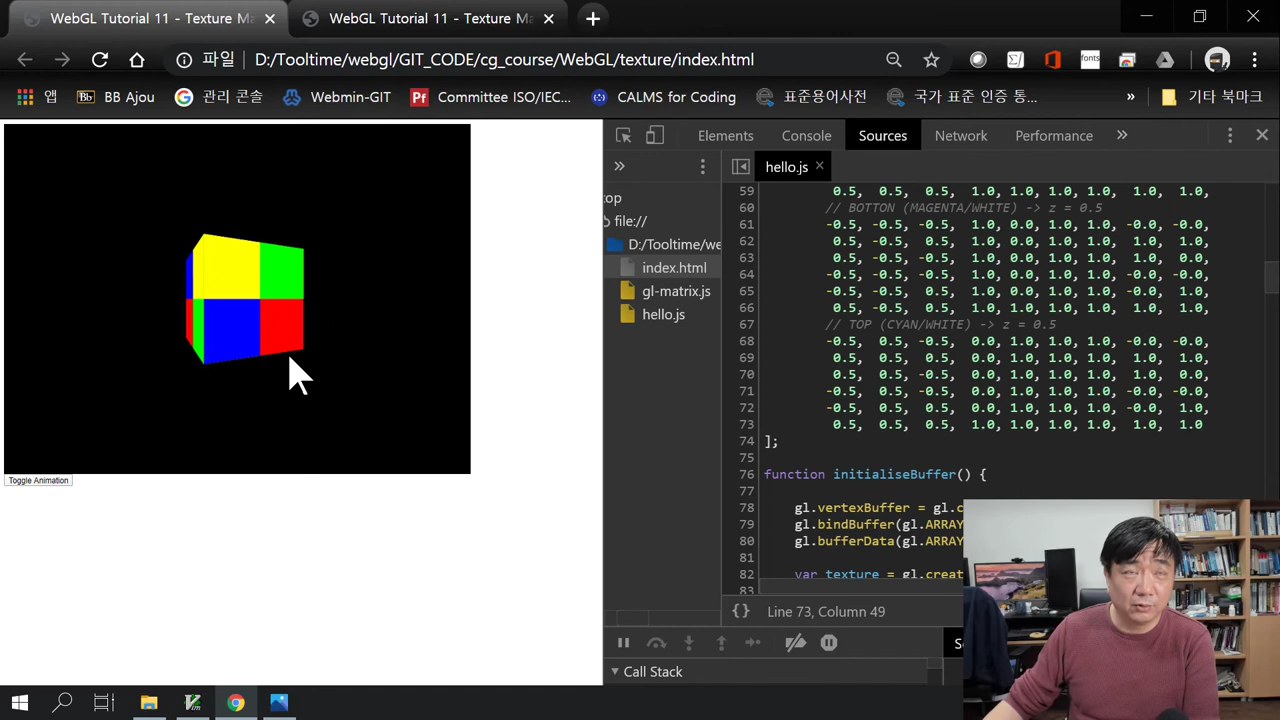 WebGL Tutorial 11 - Texture Ma
WebGL Tutorial 11 - Texture Ma
파일 D:/Tooltime/webgl/GIT_CODE/cg_course/WebGL/texture/index.html
fonts
앱 BB Ajou 관리 콘솔 Webmin-GIT Committee ISO/IEC... CALMS for Coding 표준용어사전 국가 표준 인증 통... » 기타 북마크
Toggle Animation
Elements Console Sources Network Performance »
»
top
file://
D:/Tooltime/we
index.html
gl-matrix.js
hello.js
hello.js
59 0.5, 0.5, 0.5, 1.0, 1.0, 1.0, 1.0, 1.0, 1.0,
60 // BOTTON (MAGENTA/WHITE) -> z = 0.5
61 -0.5, -0.5, -0.5, 1.0, 0.0, 1.0, 1.0, -0.0, -0.0,
62 0.5, -0.5, -0.5, 1.0, 0.0, 1.0, 1.0, 1.0, -0.0,
63 0.5, -0.5, 0.5, 1.0, 0.0, 1.0, 1.0, 1.0, 1.0,
64 -0.5, -0.5, -0.5, 1.0, 1.0, 1.0, 1.0, -0.0, -0.0,
65 -0.5, -0.5, 0.5, 1.0, 1.0, 1.0, 1.0, -0.0, 1.0,
66 0.5, -0.5, 0.5, 1.0, 1.0, 1.0, 1.0, 1.0, 1.0,
67 // TOP (CYAN/WHITE) -> z = 0.5
68 -0.5, 0.5, -0.5, 0.0, 1.0, 1.0, 1.0, -0.0, -0.0,
69 0.5, 0.5, -0.5, 0.0, 1.0, 1.0, 1.0, 1.0, -0.0,
70 0.5, 0.5, 0.5, 0.0, 1.0, 1.0, 1.0, 1.0, 1.0,
71 -0.5, 0.5, -0.5, 0.0, 1.0, 1.0, 1.0, -0.0, -0.0,
72 -0.5, 0.5, 0.5, 0.0, 1.0, 1.0, 1.0, -0.0, 1.0,
73 0.5, 0.5, 0.5, 1.0, 1.0, 1.0, 1.0, 1.0, 1.0
74 ];
75
76 function initialiseBuffer() {
77
78 gl.vertexBuffer = gl.c
79 gl.bindBuffer(gl.ARRAY
80 gl.bufferData(gl.ARRAY
81
82 var texture = gl.creat
83
{} Line 73, Column 49
Call Stack